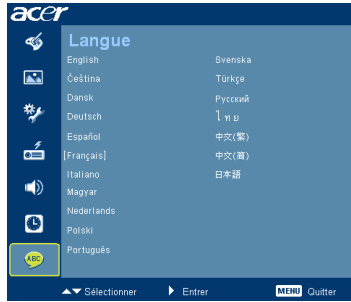 acer
Langue
English
Čeština
Dansk
Deutsch
Español
[Français]
Italiano
Magyar
Nederlands
Polski
Português
Svenska
Türkçe
Русский
ไทย
中文(繁)
中文(简)
日本語
ABC
▲▼ Sélectionner ▶ Entrer MENU Quitter